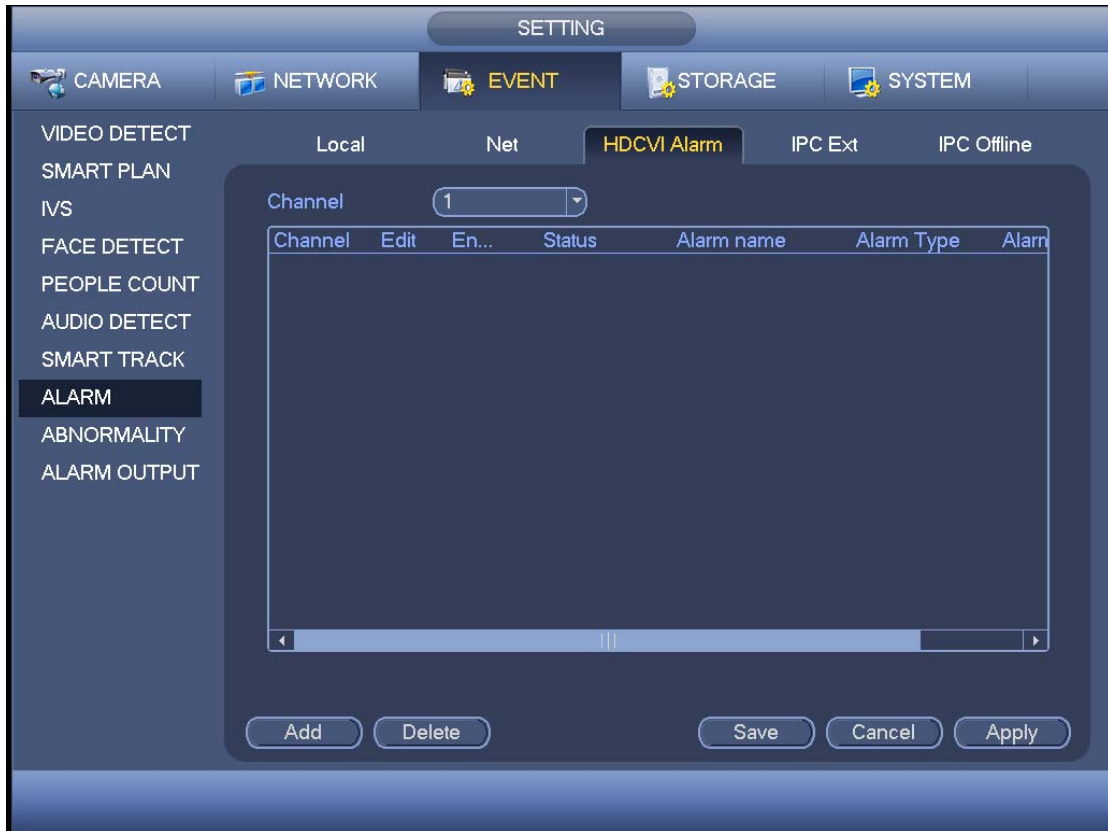 SETTING
CAMERA NETWORK EVENT STORAGE SYSTEM
VIDEO DETECT
SMART PLAN
IVS
FACE DETECT
PEOPLE COUNT
AUDIO DETECT
SMART TRACK
ALARM
ABNORMALITY
ALARM OUTPUT
Local Net HDCVI Alarm IPC Ext IPC Offline
Channel 1
Channel Edit En... Status Alarm name Alarm Type Alarm
Add Delete Save Cancel Apply